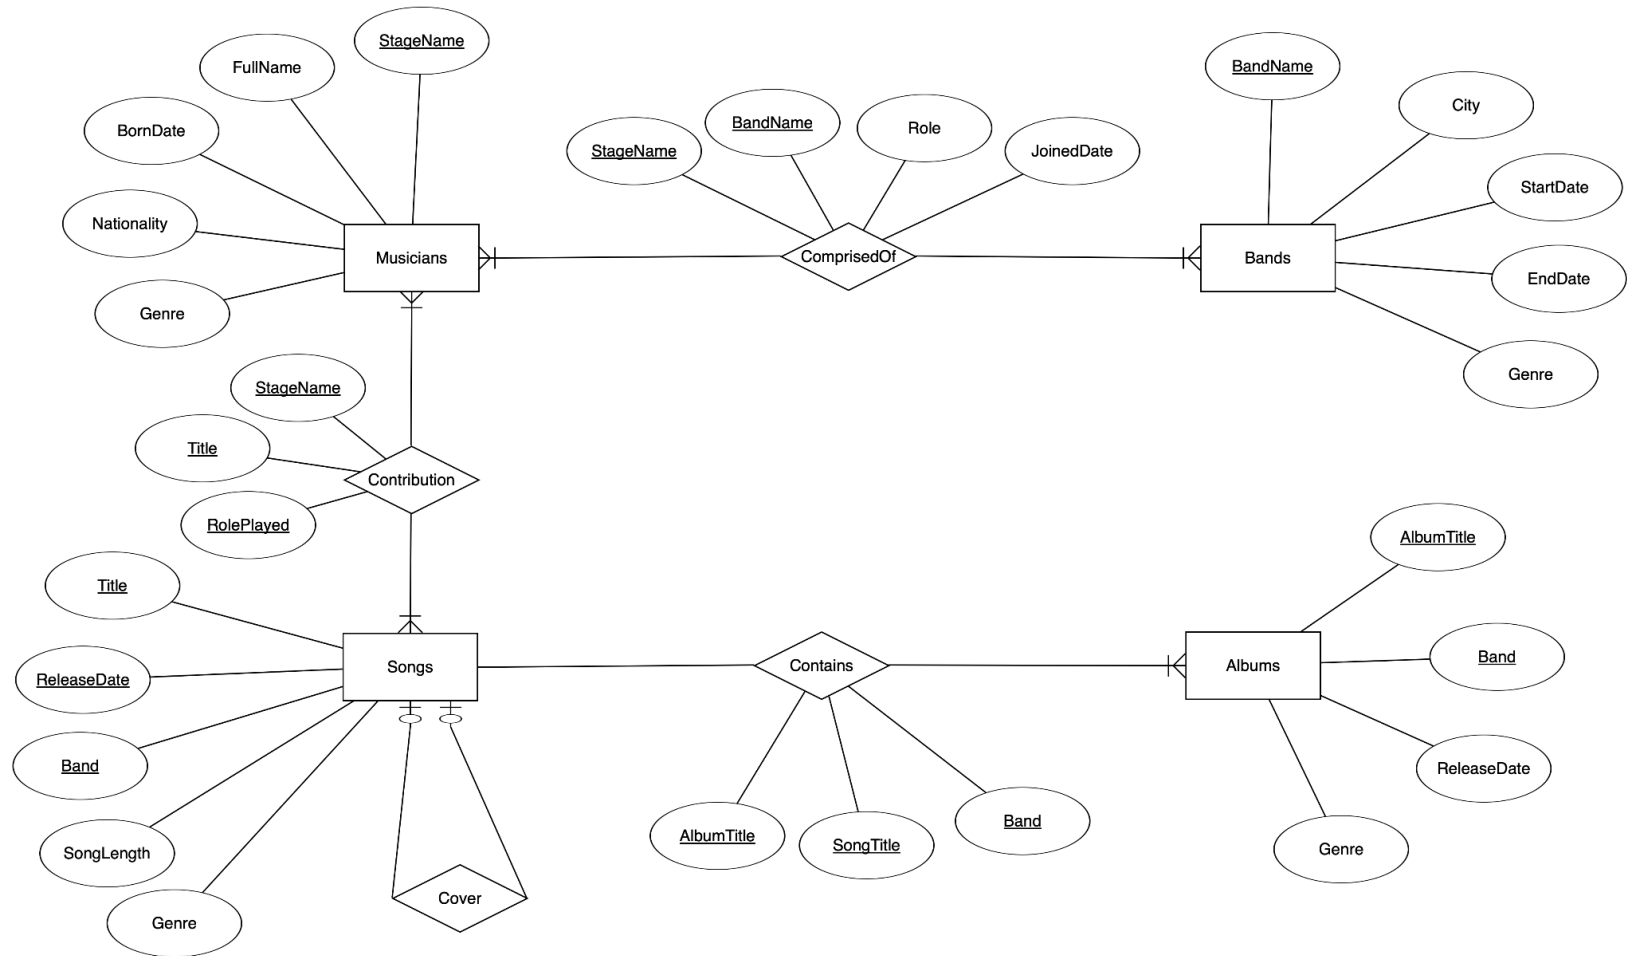 StageName
FullName
BornDate
Nationality
Genre
Musicians
StageName
BandName
Role
JoinedDate
ComprisedOf
BandName
City
StartDate
EndDate
Genre
Bands
StageName
Title
RolePlayed
Contribution
Title
ReleaseDate
Band
SongLength
Genre
Songs
Cover
Contains
AlbumTitle
SongTitle
Band
Albums
AlbumTitle
Band
ReleaseDate
Genre